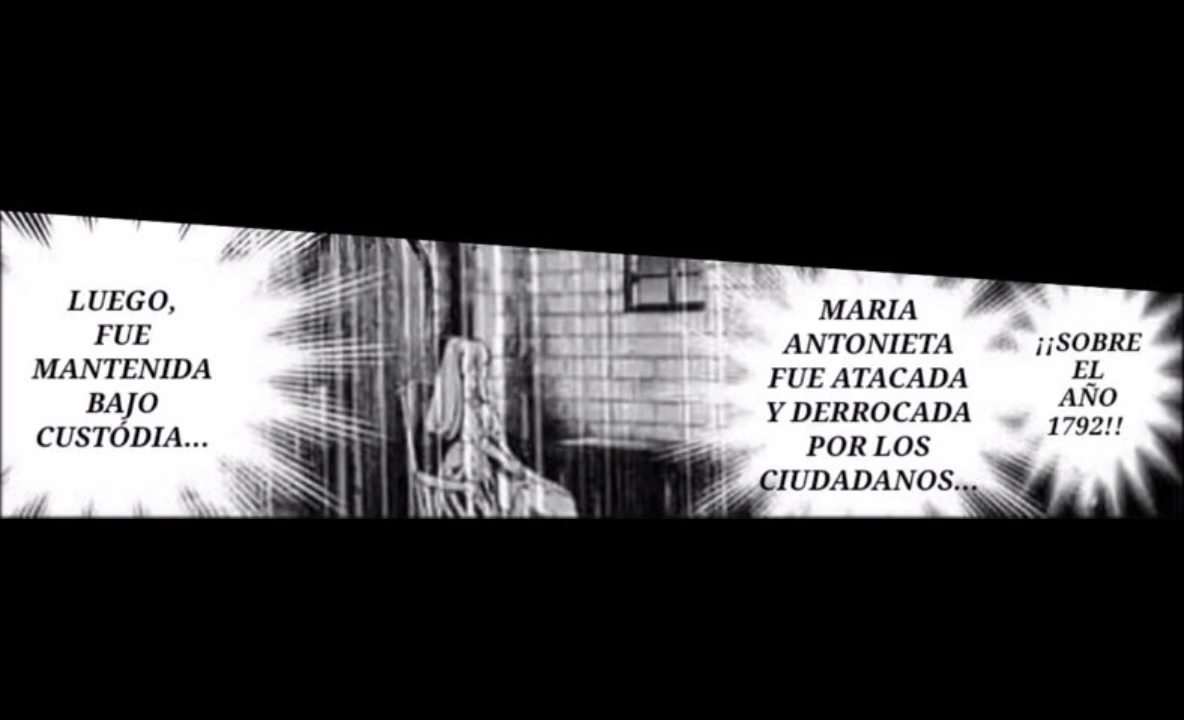 ¡¡SOBRE
EL
AÑO
1792!!
MARIA
ANTONIETA
FUE ATACADA
Y DERROCADA
POR LOS
CIUDADANOS...
LUEGO,
FUE
MANTENIDA
BAJO
CUSTÓDIA...